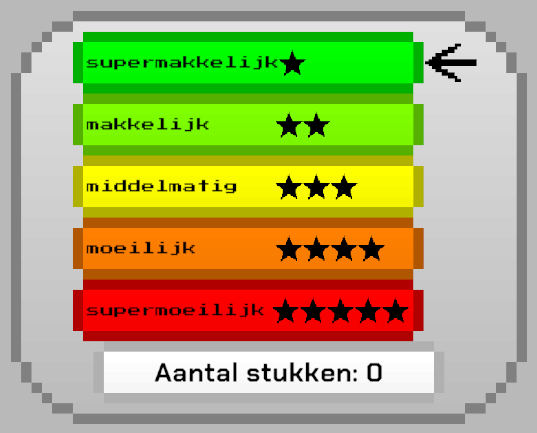 supermakkelijk
makkelijk
middelmatig
moeilijk
supermoeilijk
Aantal stukken: 0